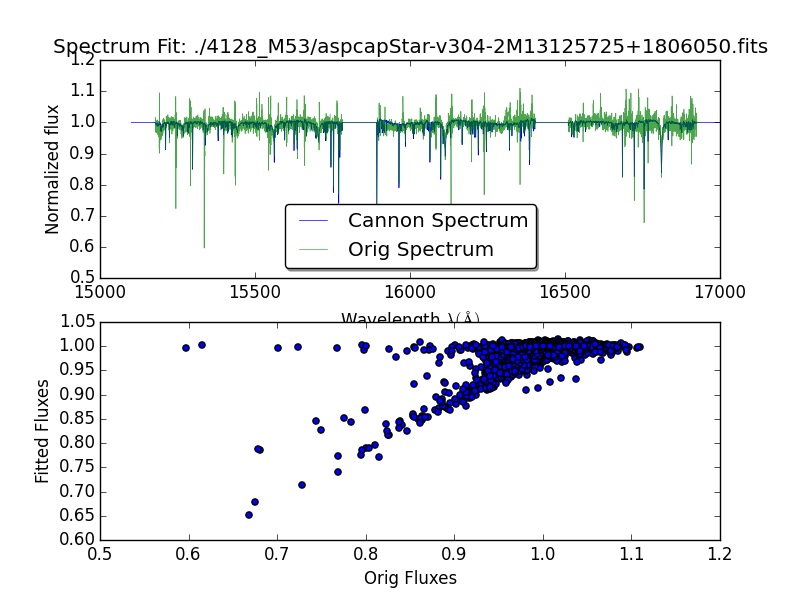 Spectrum Fit: ./4128_M53/aspcapStar-v304-2M13125725+1806050.fits
1.2
1.1
1.0
0.9
0.8
0.7
0.6
0.5
Normalized flux
Cannon Spectrum
Orig Spectrum
15000 15500 16000 16500 17000
Wavelength λ(Å)
1.05
1.00
0.95
0.90
0.85
0.80
0.75
0.70
0.65
0.60
Fitted Fluxes
0.5 0.6 0.7 0.8 0.9 1.0 1.1 1.2
Orig Fluxes